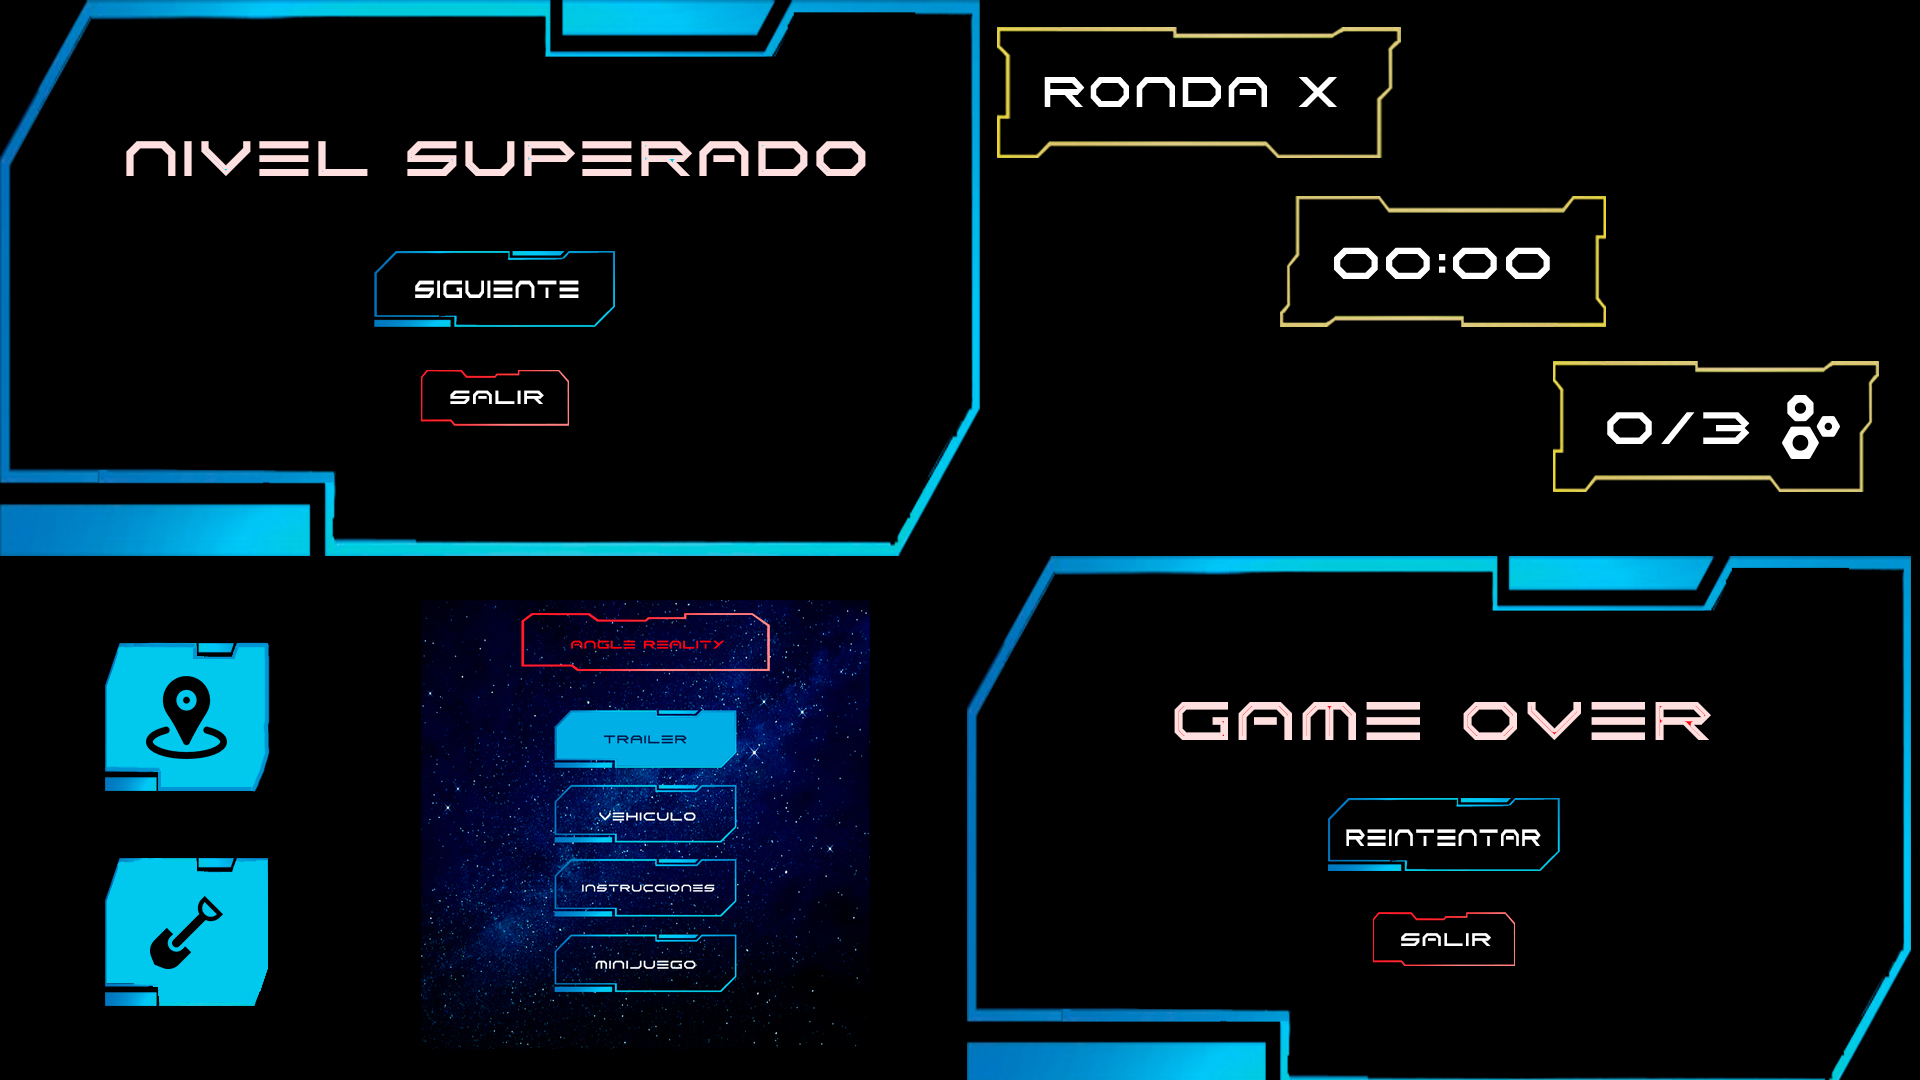 NIVEL SUPERADO
SIGUIENTE
SALIR
RONDA X
00:00
0/3
ANGLE REALITY
TRAILER
VEHICULO
INSTRUCCIONES
MINIJUEGO
GAME OVER
REINTENTAR
SALIR